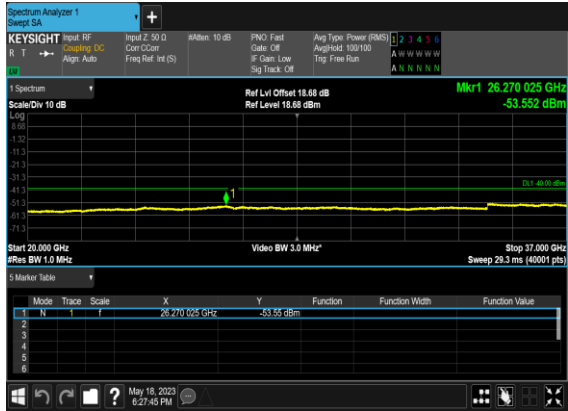 Spectrum Analyzer 1
Swept SA
KEYSIGHT
R T
LV
Input: RF
Coupling: DC
Align: Auto
Input Z: 50 Ω
Corr CCorr
Freq Ref: Int (S)
#Atten: 10 dB
PNO: Fast
Gate: Off
IF Gain: Low
Sig Track: Off
Avg Type: Power (RMS)
Avg|Hold: 100/100
Trig: Free Run
1 2 3 4 5 6
A W W W W W
A N N N N N
1 Spectrum
Scale/Div 10 dB
Ref Lvl Offset 18.68 dB
Ref Level 18.68 dBm
Mkr1 26.270 025 GHz
-53.552 dBm
Log
8.68
-1.32
-11.3
-21.3
-31.3
-41.3
-51.3
-61.3
-71.3
DL1 -40.00 dBm
1
Start 20.000 GHz
#Res BW 1.0 MHz
Video BW 3.0 MHz*
Stop 37.000 GHz
Sweep 29.3 ms (40001 pts)
5 Marker Table
Mode Trace Scale X Y Function Function Width Function Value
1 N 1 f 26.270 025 GHz -53.55 dBm
2
3
4
5
6
?
May 18, 2023
6:27:45 PM